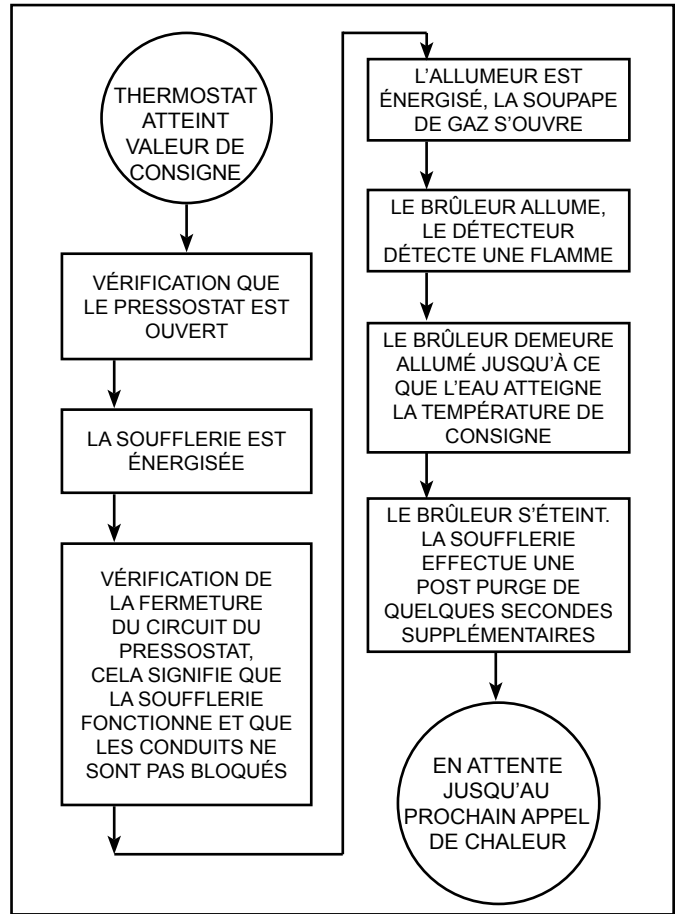 THERMOSTAT
ATTEINT
VALEUR DE
CONSIGNE
VÉRIFICATION QUE
LE PRESSOSTAT EST
OUVERT
LA SOUFFLERIE EST
ÉNERGISÉE
VÉRIFICATION DE
LA FERMETURE
DU CIRCUIT DU
PRESSOSTAT,
CELA SIGNIFIE QUE
LA SOUFFLERIE
FONCTIONNE ET QUE
LES CONDUITS NE
SONT PAS BLOQUÉS
L'ALLUMEUR EST
ÉNERGISÉ, LA SOUPAPE
DE GAZ S'OUVRE
LE BRÛLEUR ALLUME,
LE DÉTECTEUR
DÉTECTE UNE FLAMME
LE BRÛLEUR DEMEURE
ALLUMÉ JUSQU'À CE
QUE L'EAU ATTEIGNE
LA TEMPÉRATURE DE
CONSIGNE
LE BRÛLEUR S'ÉTEINT.
LA SOUFFLERIE
EFFECTUE UNE
POST PURGE DE
QUELQUES SECONDES
SUPPLÉMENTAIRES
EN ATTENTE
JUSQU'AU
PROCHAIN APPEL
DE CHALEUR